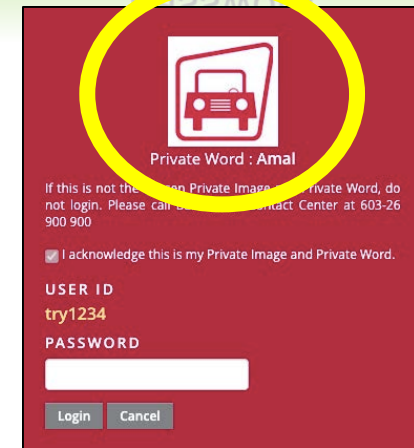 Private Word : Amal
If this is not the Private Image Private Word, do
not login. Please call Contact Center at 603-26
900 900
I acknowledge this is my Private Image and Private Word.
USER ID
try1234
PASSWORD
Login Cancel